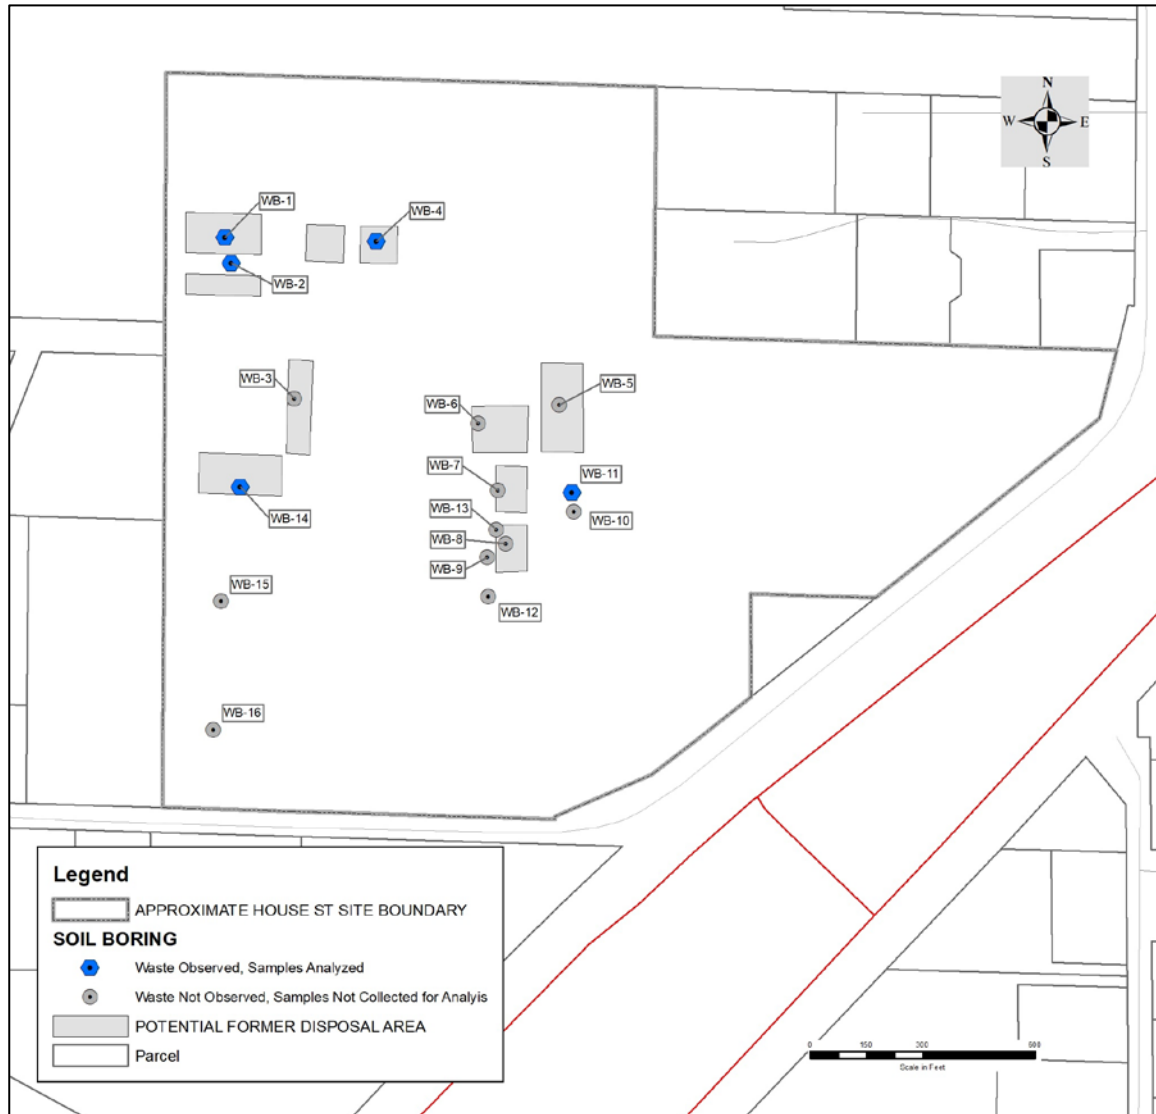 N
W E
S
WB-1
WB-4
WB-2
WB-3
WB-5
WB-6
WB-7
WB-11
WB-13
WB-10
WB-14
WB-8
WB-9
WB-15
WB-12
WB-16
Legend
APPROXIMATE HOUSE ST SITE BOUNDARY
SOIL BORING
Waste Observed, Samples Analyzed
Waste Not Observed, Samples Not Collected for Analyis
POTENTIAL FORMER DISPOSAL AREA
Parcel
0 150 300 600
Scale in Feet